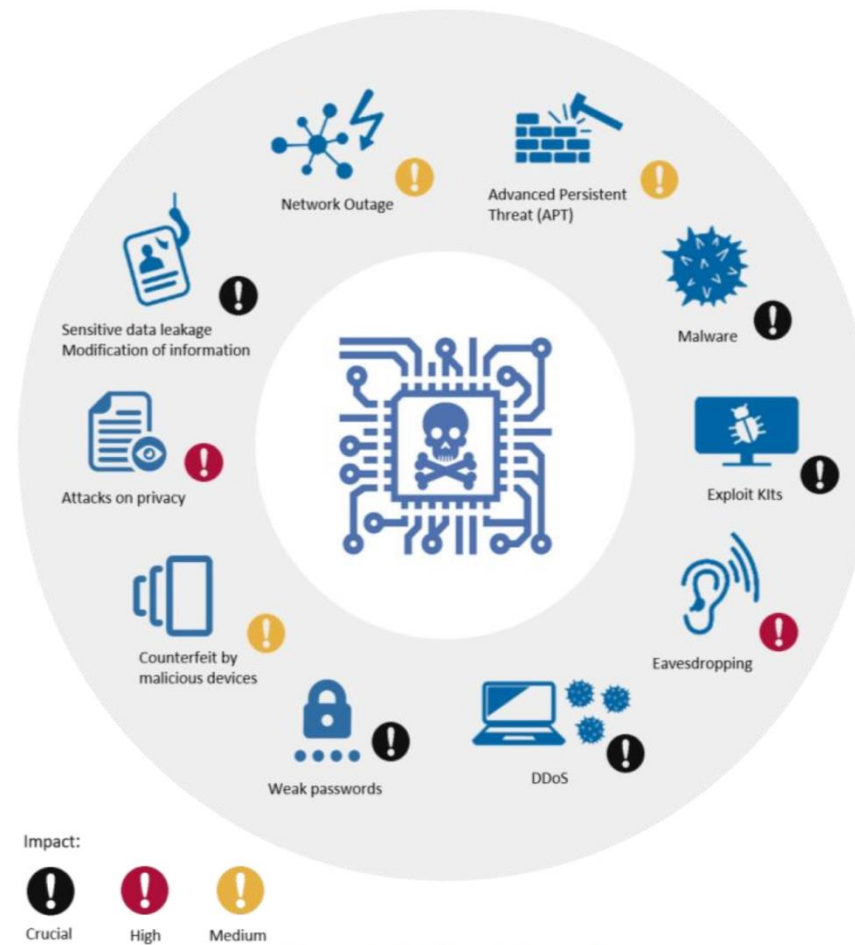 Network Outage
Advanced Persistent
Threat (APT)
Sensitive data leakage
Modification of information
Malware
Attacks on privacy
Exploit KIts
Counterfeit by
malicious devices
Eavesdropping
Weak passwords
DDoS
Impact:
Crucial
High
Medium